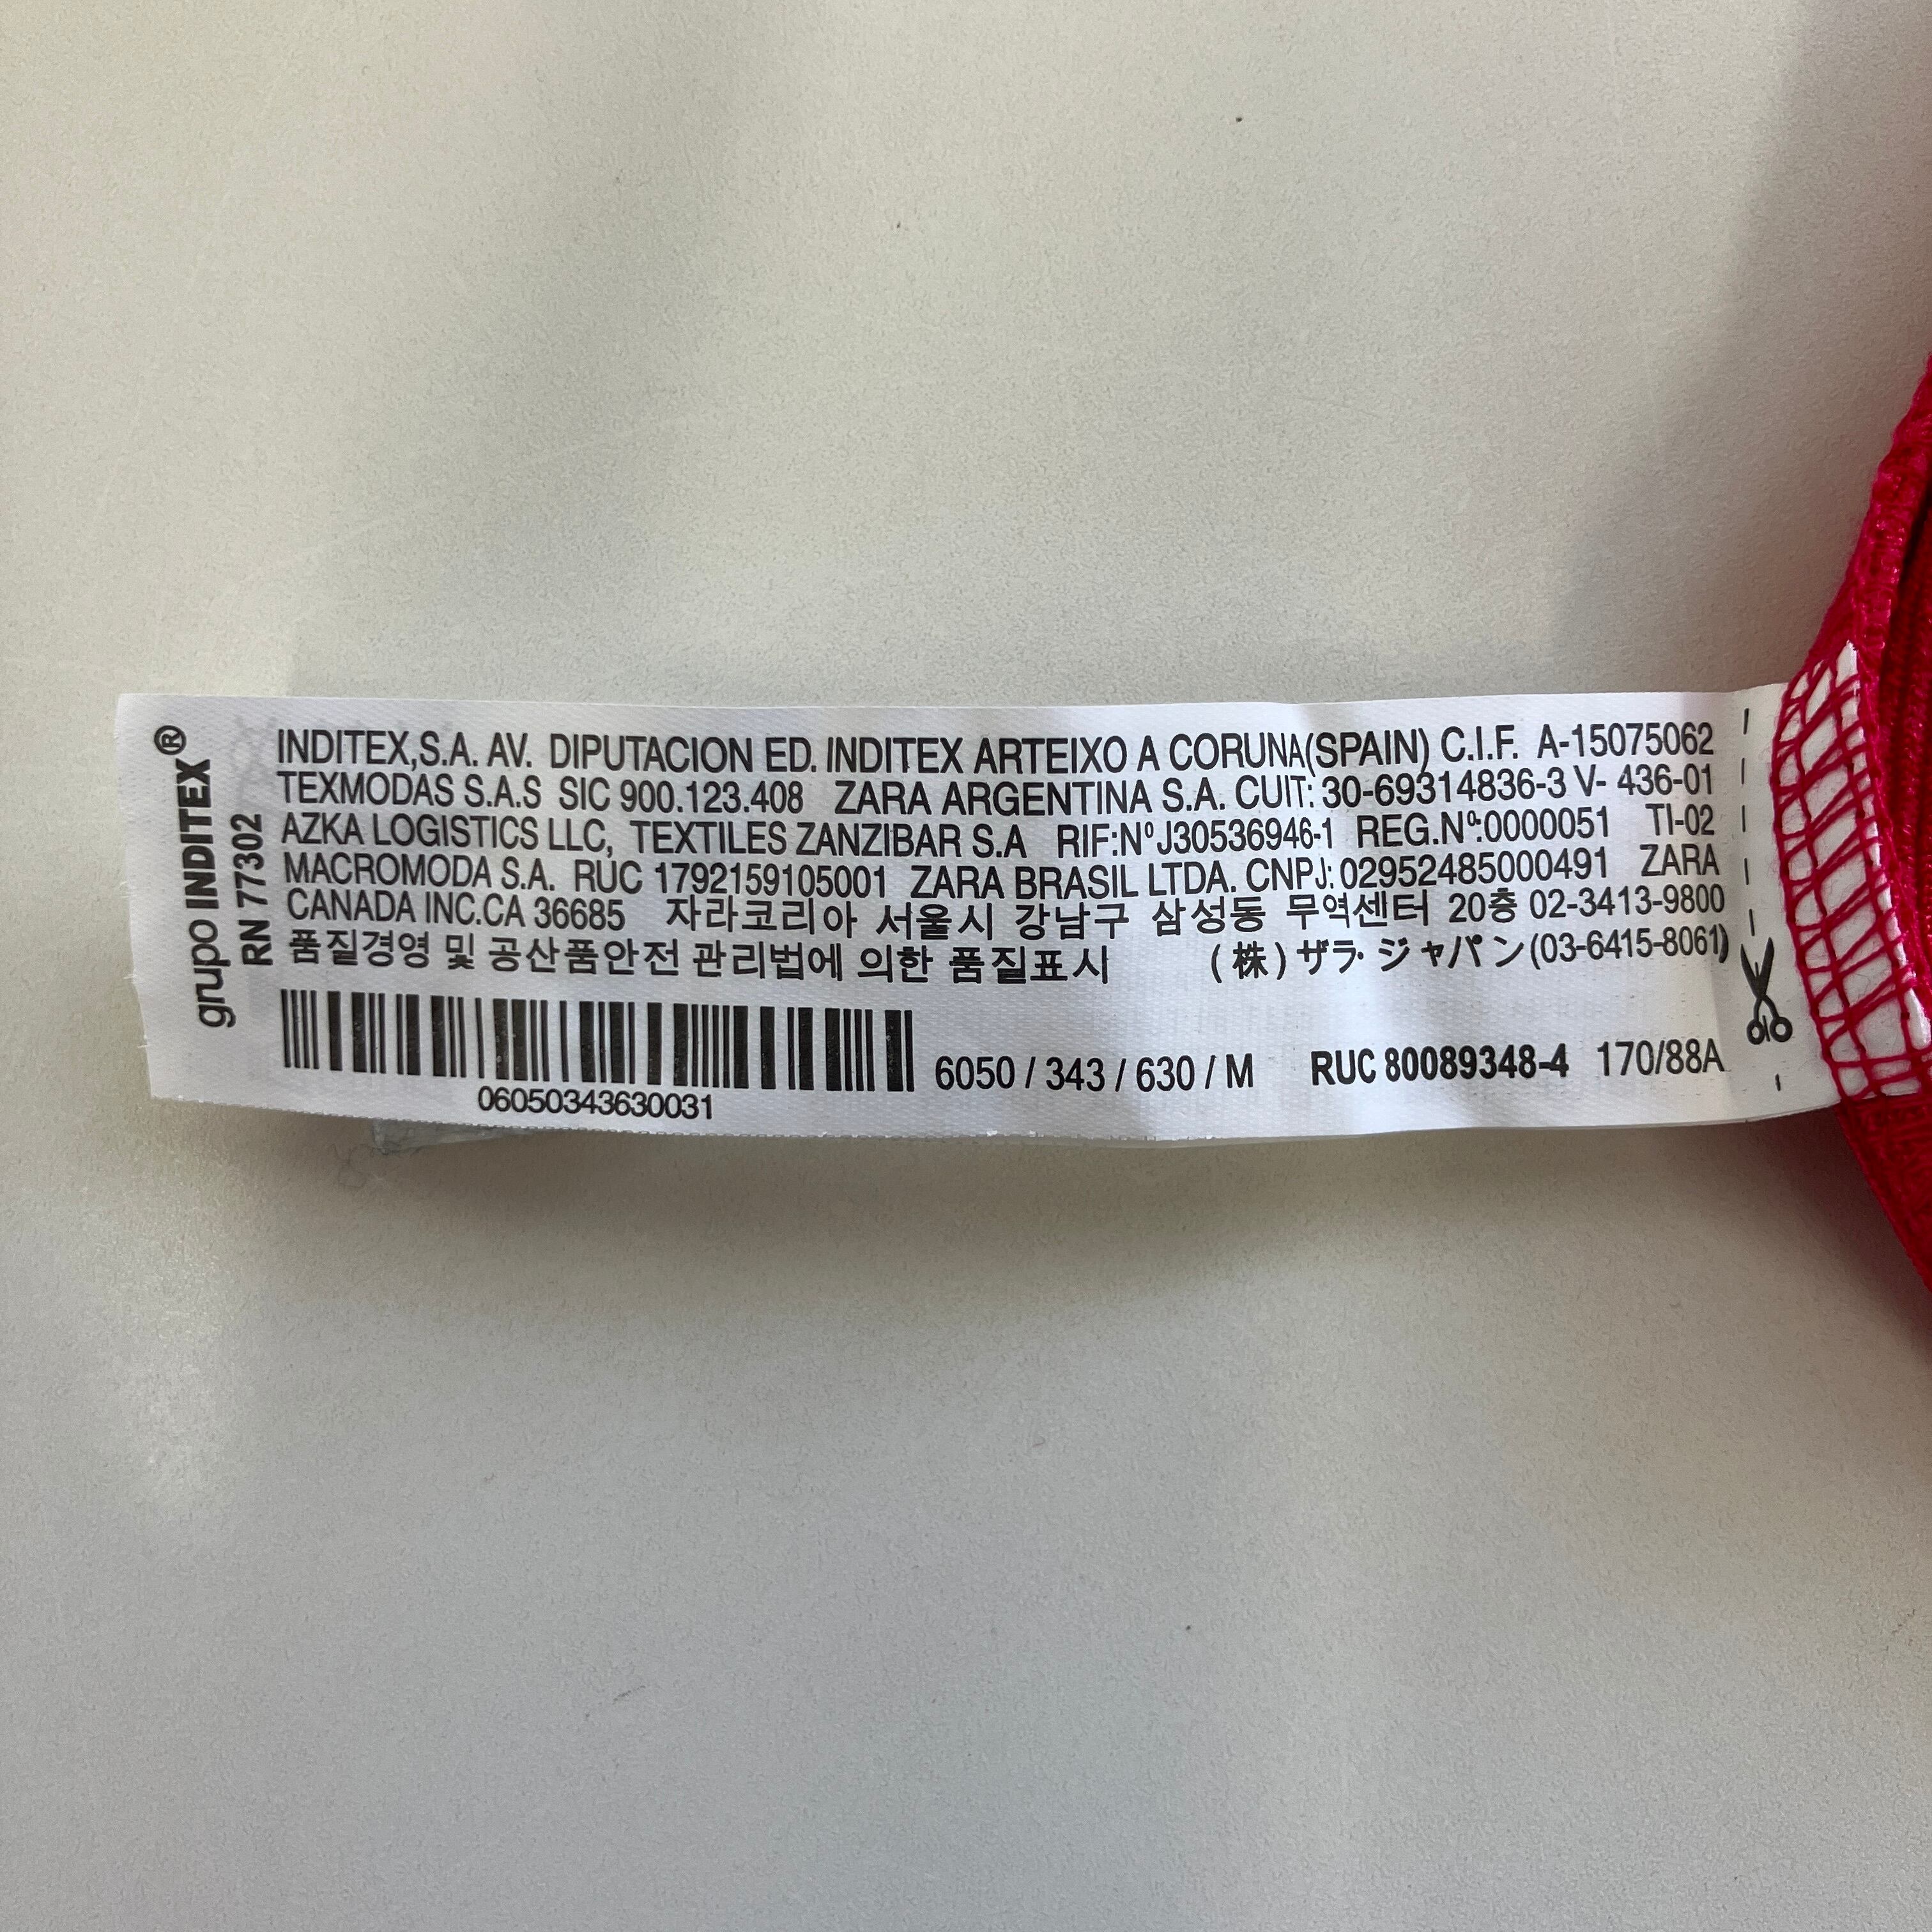 grupo INDITEX®
RN 77302
INDITEX,S.A. AV. DIPUTACION ED. INDITEX ARTEIXO A CORUNA(SPAIN) C.I.F. A-15075062
TEXMODAS S.A.S SIC 900.123.408 ZARA ARGENTINA S.A. CUIT: 30-69314836-3 V- 436-01
AZKA LOGISTICS LLC, TEXTILES ZANZIBAR S.A RIF:Nº J30536946-1 REG.Nº:0000051 TI-02
MACROMODA S.A. RUC 1792159105001 ZARA BRASIL LTDA. CNPJ: 02952485000491 ZARA
CANADA INC.CA 36685 자라코리아 서울시 강남구 삼성동 무역센터 20층 02-3413-9800
품질경영 및 공산품안전 관리법에 의한 품질표시 (株) ザラ・ジャパン (03-6415-8061)
06050343630031
6050 / 343 / 630 / M RUC 80089348-4 170/88A